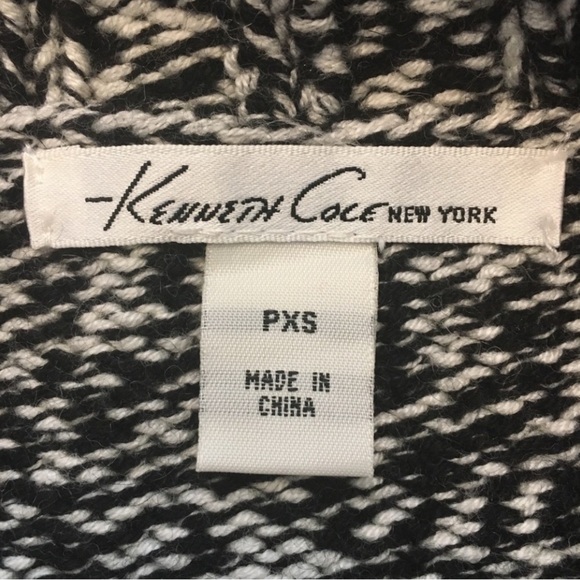 -KENNETH COLE NEW YORK
PXS
MADE IN
CHINA